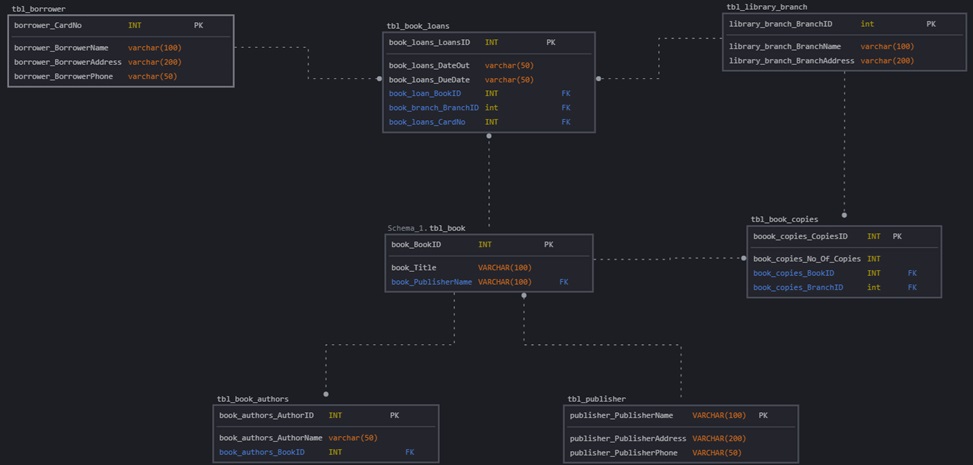 tbl_borrower
borrower_CardNo INT PK
borrower_BorrowerName varchar(100)
borrower_BorrowerAddress varchar(200)
borrower_BorrowerPhone varchar(50)
tbl_book_loans
book_loans_LoansID INT PK
book_loans_DateOut varchar(50)
book_loans_DueDate varchar(50)
book_loan_BookID INT FK
book_branch_BranchID int FK
book_loans_CardNo INT FK
tbl_library_branch
library_branch_BranchID int PK
library_branch_BranchName varchar(100)
library_branch_BranchAddress varchar(200)
Schema_1.tbl_book
book_BookID INT PK
book_Title VARCHAR(100)
book_PublisherName VARCHAR(100) FK
tbl_book_copies
boook_copies_CopiesID INT PK
book_copies_No_Of_Copies INT
book_copies_BookID INT FK
book_copies_BranchID int FK
tbl_book_authors
book_authors_AuthorID INT PK
book_authors_AuthorName varchar(50)
book_authors_BookID INT FK
tbl_publisher
publisher_PublisherName VARCHAR(100) PK
publisher_PublisherAddress VARCHAR(200)
publisher_PublisherPhone VARCHAR(50)